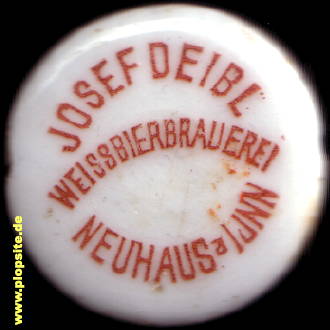 JOSEF DEIBL
WEISSBIERBRAUEREI
NEUHAUS a/INN
www.plopsite.de